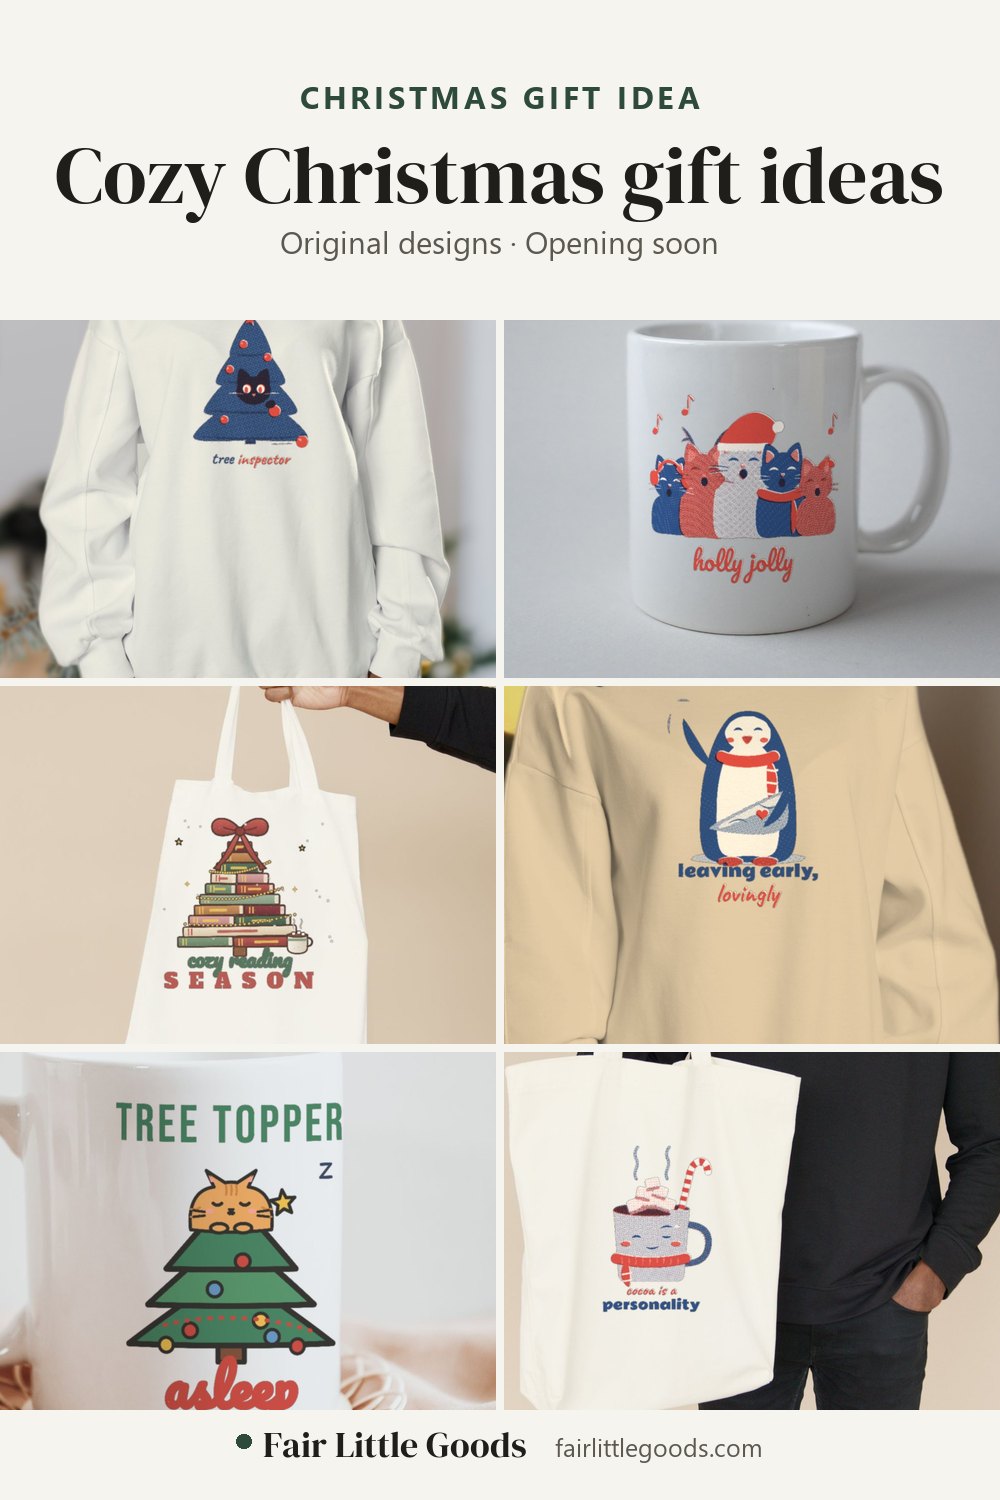 CHRISTMAS GIFT IDEA
Cozy Christmas gift ideas
Original designs · Opening soon
tree inspector
holly jolly
cozy reading
SEASON
leaving early,
lovingly
TREE TOPPER
Z
asleep
cocoa is a
personality
Fair Little Goods
fairlittlegoods.com